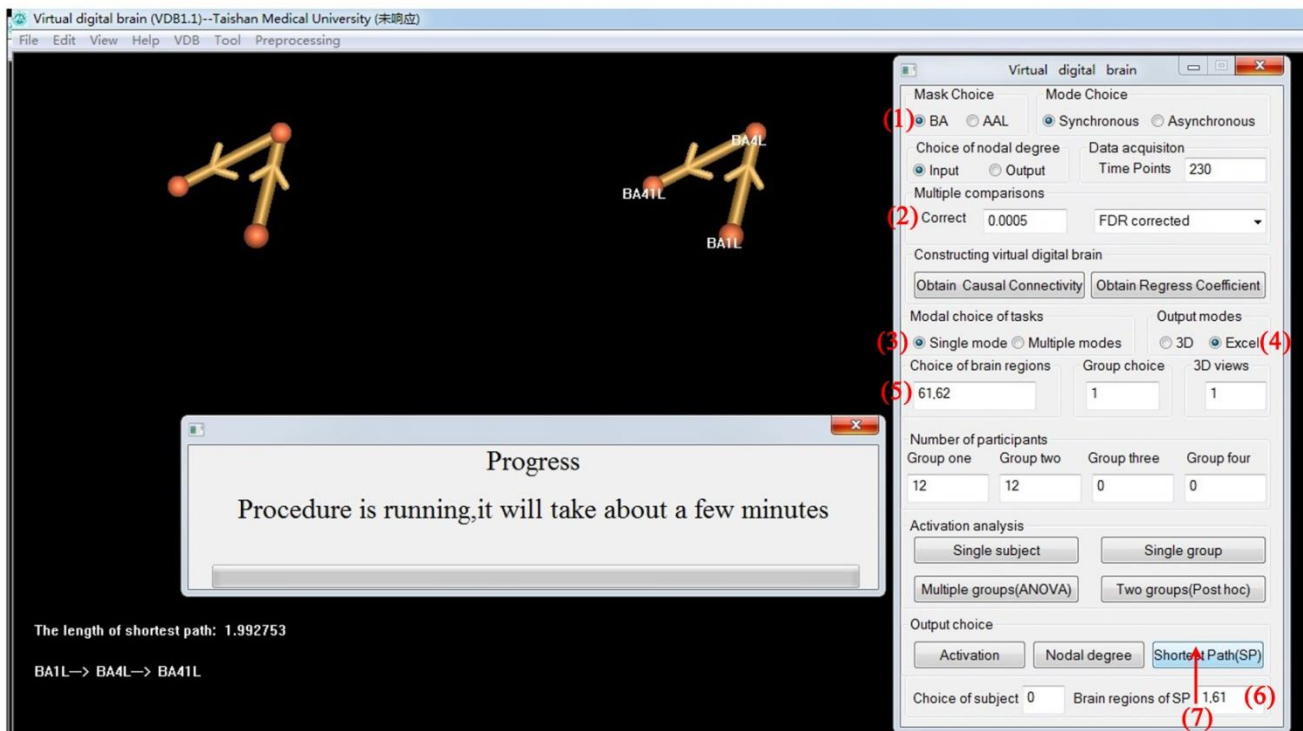 Virtual digital brain (VDB1.1)--Taishan Medical University (未响应)
File Edit View Help VDB Tool Preprocessing
BA4L
BA41L
BA1L
Progress
Procedure is running,it will take about a few minutes
The length of shortest path: 1.992753
BA1L—> BA4L—> BA41L
Virtual digital brain
Mask Choice Mode Choice
(1) BA AAL Synchronous Asynchronous
Choice of nodal degree Data acquisiton
Input Output Time Points 230
Multiple comparisons
(2) Correct 0.0005 FDR corrected
Constructing virtual digital brain
Obtain Causal Connectivity Obtain Regress Coefficient
Modal choice of tasks Output modes
(3) Single mode Multiple modes 3D Excel (4)
Choice of brain regions Group choice 3D views
(5) 61,62 1 1
Number of participants
Group one Group two Group three Group four
12 12 0 0
Activation analysis
Single subject Single group
Multiple groups(ANOVA) Two groups(Post hoc)
Output choice
Activation Nodal degree Shortest Path(SP)
Choice of subject 0 Brain regions of SP 1,61 (6)
(7)